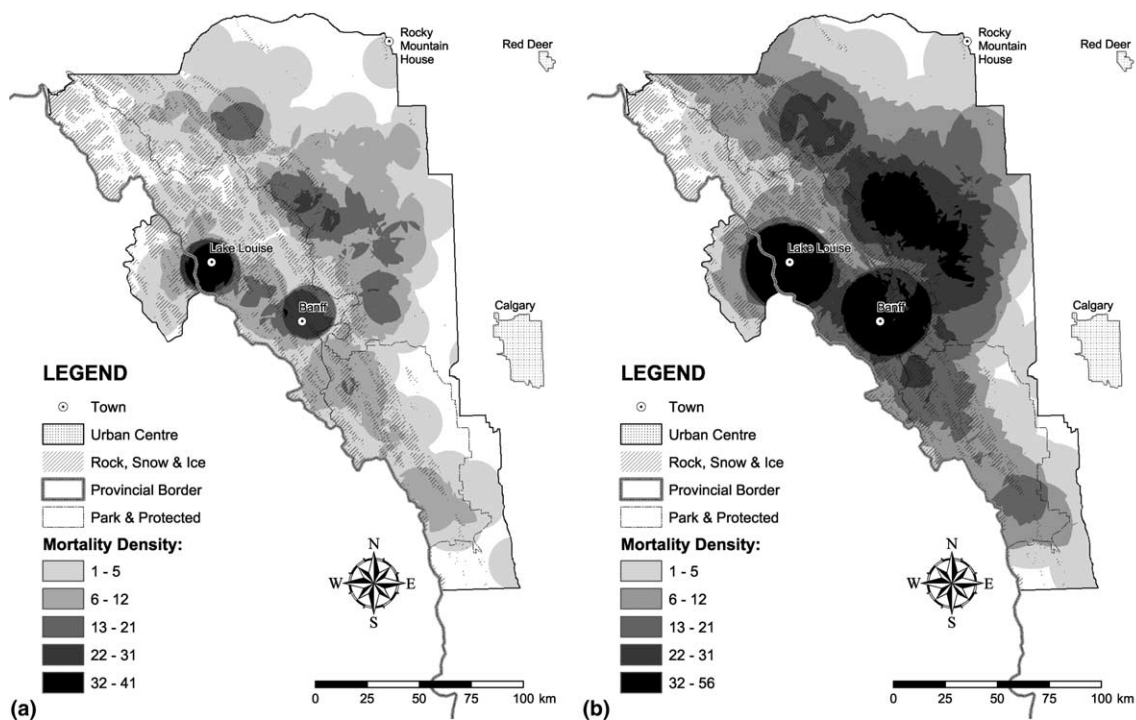 Rocky
Mountain
House
Red Deer
Lake Louise
Banff
Calgary
LEGEND
Town
Urban Centre
Rock, Snow & Ice
Provincial Border
Park & Protected
Mortality Density:
1 - 5
6 - 12
13 - 21
22 - 31
32 - 41
N
W E
S
0 25 50 75 100 km
(a)
Rocky
Mountain
House
Red Deer
Lake Louise
Banff
Calgary
LEGEND
Town
Urban Centre
Rock, Snow & Ice
Provincial Border
Park & Protected
Mortality Density:
1 - 5
6 - 12
13 - 21
22 - 31
32 - 56
N
W E
S
0 25 50 75 100 km
(b)